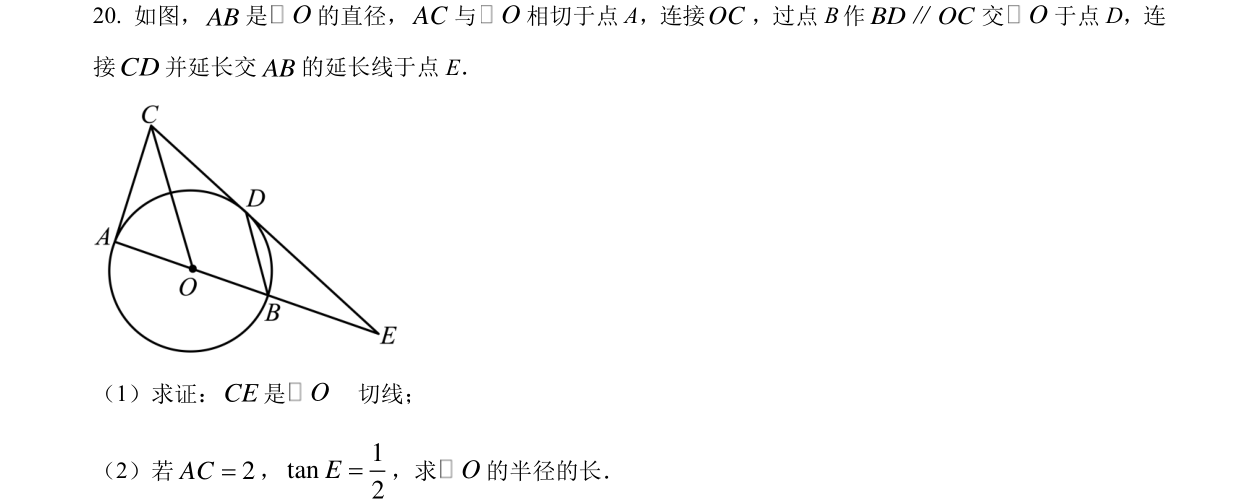 20. 如图，AB 是□ O 的直径，AC 与□ O 相切于点 A，连接 OC，过点 B 作 BD∥OC 交□ O 于点 D，连
接 CD 并延长交 AB 的延长线于点 E．
C
D
A
O
B
E
（1）求证：CE 是□ O 切线；
（2）若 AC = 2，tan E = 1/2，求□ O 的半径的长．